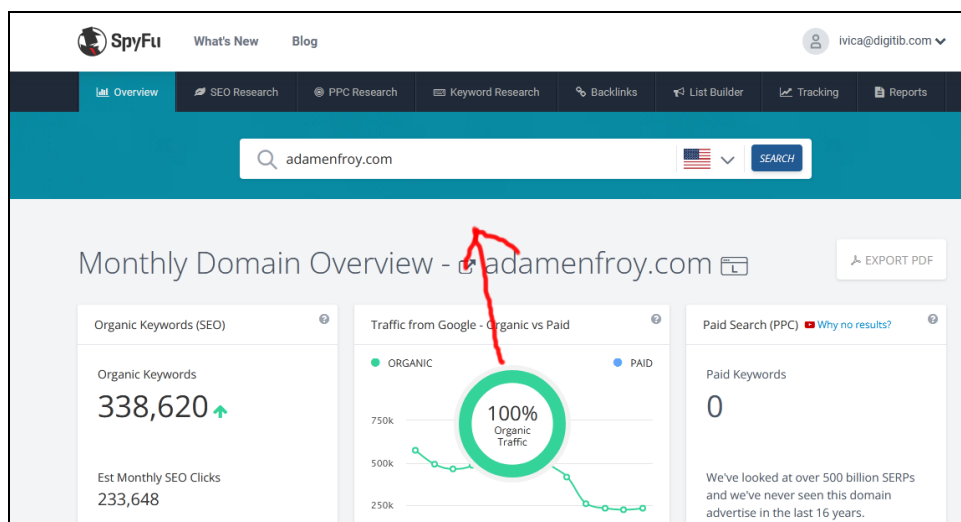 SpyFu What's New Blog ivica@digitib.com
Overview SEO Research PPC Research Keyword Research Backlinks List Builder Tracking Reports
adamenfroy.com SEARCH
Monthly Domain Overview - adamenfroy.com L EXPORT PDF
Organic Keywords (SEO) ?
Organic Keywords
338,620
Est Monthly SEO Clicks
233,648
Traffic from Google - Organic vs Paid ?
ORGANIC PAID
750k
500k
250k
100%
Organic
Traffic
Paid Search (PPC) Why no results? ?
Paid Keywords
0
We've looked at over 500 billion SERPs
and we've never seen this domain
advertise in the last 16 years.